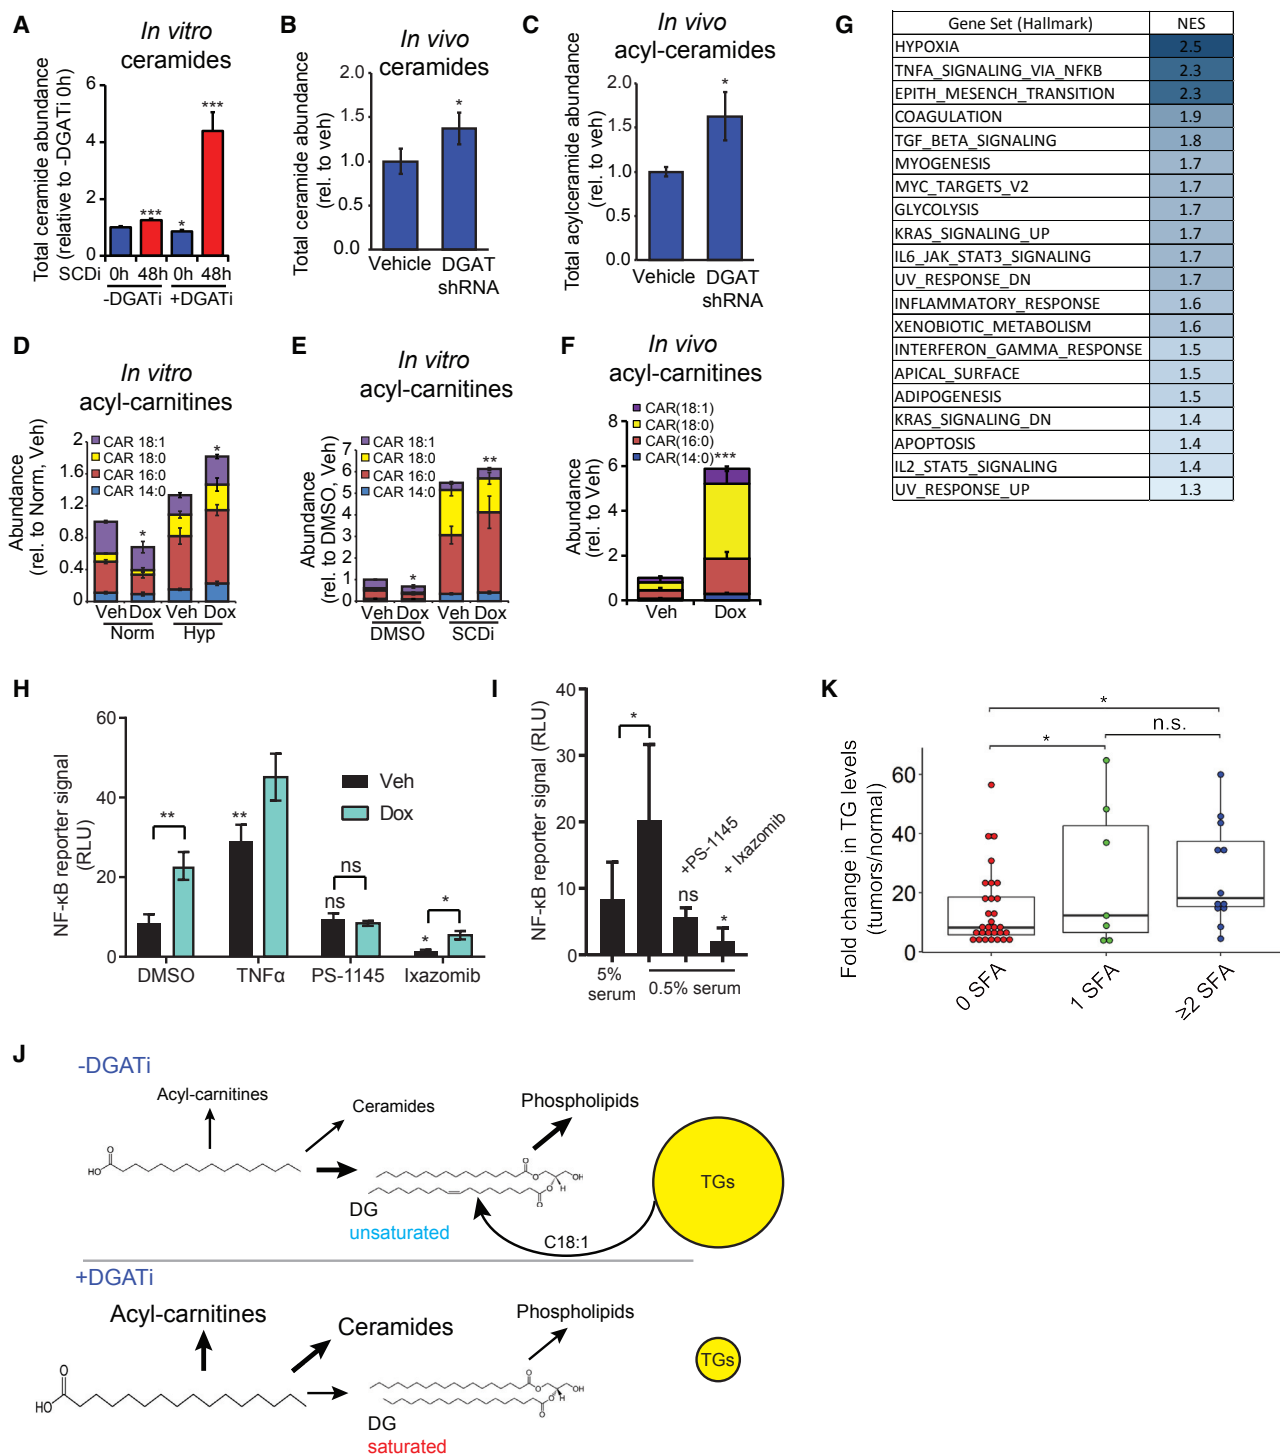 A
In vitro
ceramides
Total ceramide abundance
(relative to -DGATi 0h)
6
4
2
0
***
*
***
SCDi
0h
48h
0h
48h
-DGATi
+DGATi
B
In vivo
ceramides
Total ceramide abundance
(rel. to veh)
2.0
1.5
1.0
0.5
0.0
*
Vehicle
DGAT
shRNA
C
In vivo
acyl-ceramides
Total acylceramide abundance
(rel. to veh)
2.0
1.5
1.0
0.5
0.0
*
Vehicle
DGAT
shRNA
G
Gene Set (Hallmark) NES
HYPOXIA 2.5
TNFA_SIGNALING_VIA_NFKB 2.3
EPITH_MESENCH_TRANSITION 2.3
COAGULATION 1.9
TGF_BETA_SIGNALING 1.8
MYOGENESIS 1.7
MYC_TARGETS_V2 1.7
GLYCOLYSIS 1.7
KRAS_SIGNALING_UP 1.7
IL6_JAK_STAT3_SIGNALING 1.7
UV_RESPONSE_DN 1.7
INFLAMMATORY_RESPONSE 1.6
XENOBIOTIC_METABOLISM 1.6
INTERFERON_GAMMA_RESPONSE 1.5
APICAL_SURFACE 1.5
ADIPOGENESIS 1.5
KRAS_SIGNALING_DN 1.4
APOPTOSIS 1.4
IL2_STAT5_SIGNALING 1.4
UV_RESPONSE_UP 1.3
D
In vitro
acyl-carnitines
Abundance
(rel. to Norm, Veh)
2
1.6
1.2
0.8
0.4
0
CAR 18:1
CAR 18:0
CAR 16:0
CAR 14:0
*
*
Veh Dox Veh Dox
Norm Hyp
E
In vitro
acyl-carnitines
Abundance
(rel. to DMSO, Veh)
7
6
5
4
3
2
1
0
CAR 18:1
CAR 18:0
CAR 16:0
CAR 14:0
*
**
Veh Dox Veh Dox
DMSO SCDi
F
In vivo
acyl-carnitines
Abundance
(rel. to Veh)
8
6
4
2
0
CAR(18:1)
CAR(18:0)
CAR(16:0)
CAR(14:0)
***
Veh Dox
H
NF-κB reporter signal
(RLU)
60
40
20
0
Veh
Dox
**
**
ns
ns
*
*
DMSO TNFα PS-1145 Ixazomib
I
NF-κB reporter signal (RLU)
40
30
20
10
0
*
+PS-1145
+ Ixazomib
ns
*
5%
serum
0.5% serum
K
Fold change in TG levels
(tumors/normal)
60
40
20
0
*
*
n.s.
0 SFA
1 SFA
≥2 SFA
J
-DGATi
Acyl-carnitines
Ceramides
Phospholipids
O
HO
O
O
OH
O
H
O
DG
unsaturated
C18:1
TGs
+DGATi
Acyl-carnitines
Ceramides
Phospholipids
O
HO
O
O
OH
O
H
O
DG
saturated
TGs